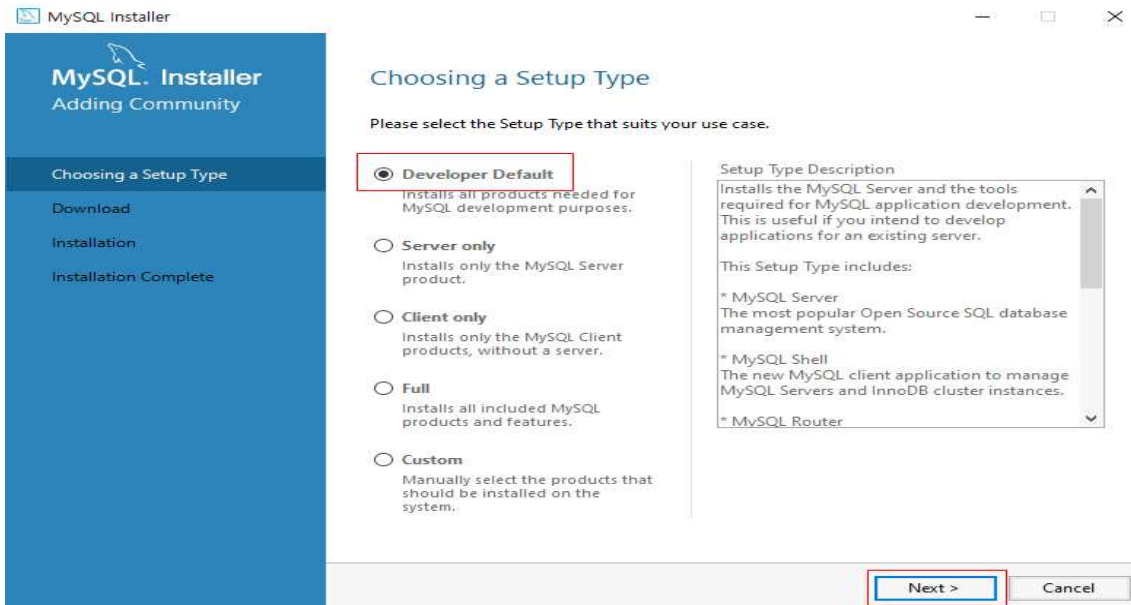 MySQL Installer
MySQL. Installer
Adding Community
Choosing a Setup Type
Download
Installation
Installation Complete
Choosing a Setup Type
Please select the Setup Type that suits your use case.
Developer Default
Installs all products needed for
MySQL development purposes.
Server only
Installs only the MySQL Server
product.
Client only
Installs only the MySQL Client
products, without a server.
Full
Installs all included MySQL
products and features.
Custom
Manually select the products that
should be installed on the
system.
Setup Type Description
Installs the MySQL Server and the tools
required for MySQL application development.
This is useful if you intend to develop
applications for an existing server.
This Setup Type includes:
* MySQL Server
The most popular Open Source SQL database
management system.
* MySQL Shell
The new MySQL client application to manage
MySQL Servers and InnoDB cluster instances.
* MySQL Router
Next >
Cancel